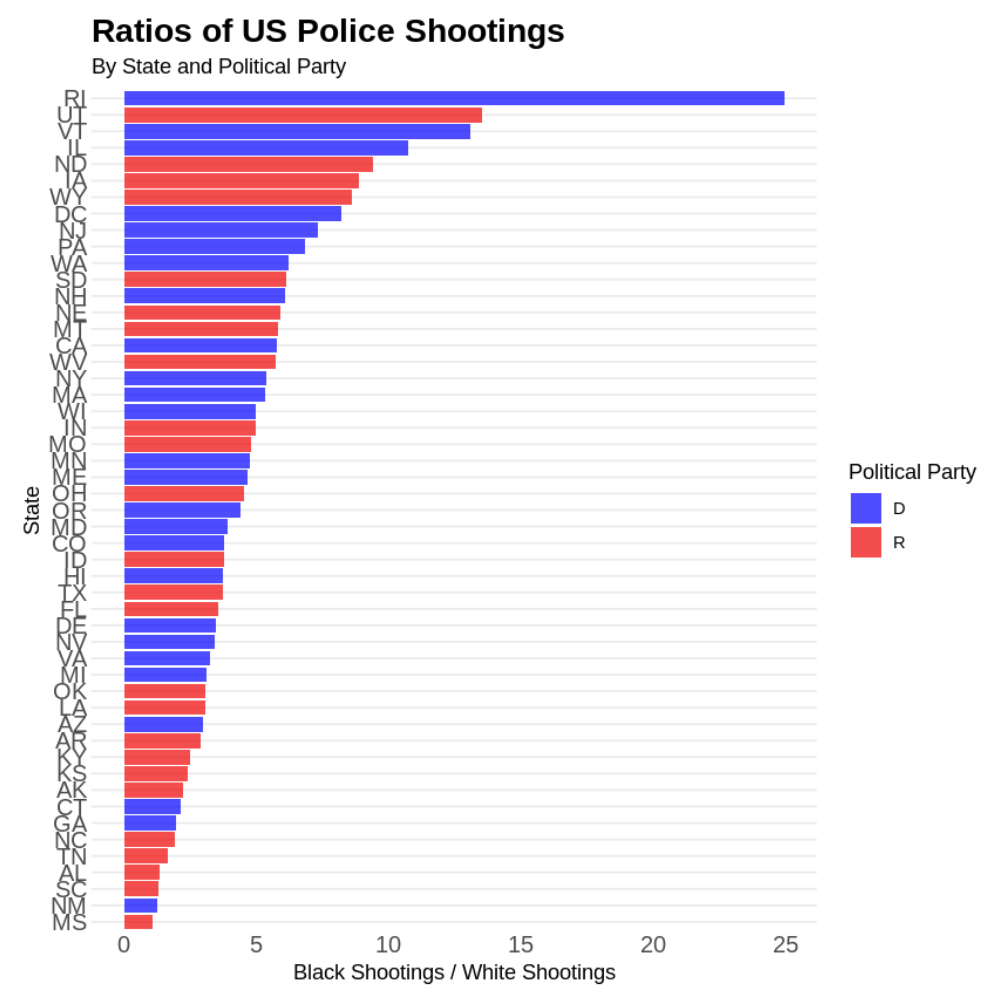 Ratios of US Police Shootings
By State and Political Party
RI
UT
VT
IL
ND
IA
WY
DC
NJ
PA
WA
SD
NH
NE
MT
CA
WV
NY
MA
WI
IN
MO
MN
ME
OH
OR
MD
CO
ID
HI
TX
FL
DE
NV
VA
MI
OK
LA
AZ
AR
KY
KS
AK
CT
GA
NC
TN
AL
SC
NM
MS
State
0 5 10 15 20 25
Black Shootings / White Shootings
Political Party
D
R